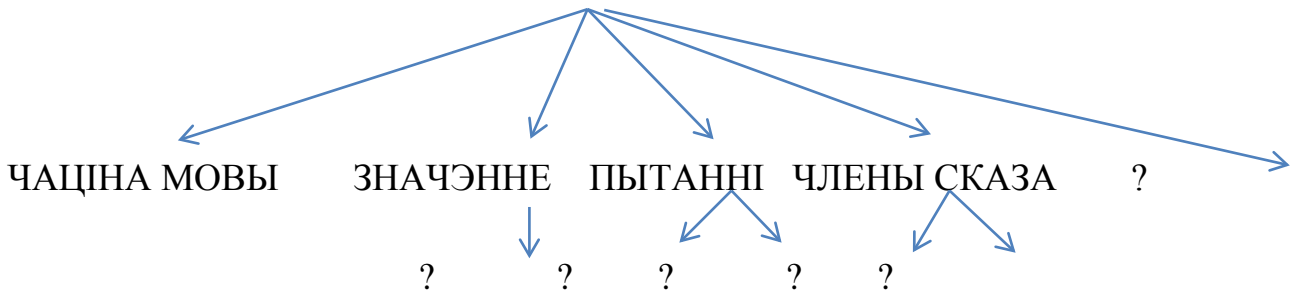 ЧАЦІНА МОВЫ ЗНАЧЭННЕ ПЫТАННІ ЧЛЕНЫ СКАЗА ?
? ? ? ? ?